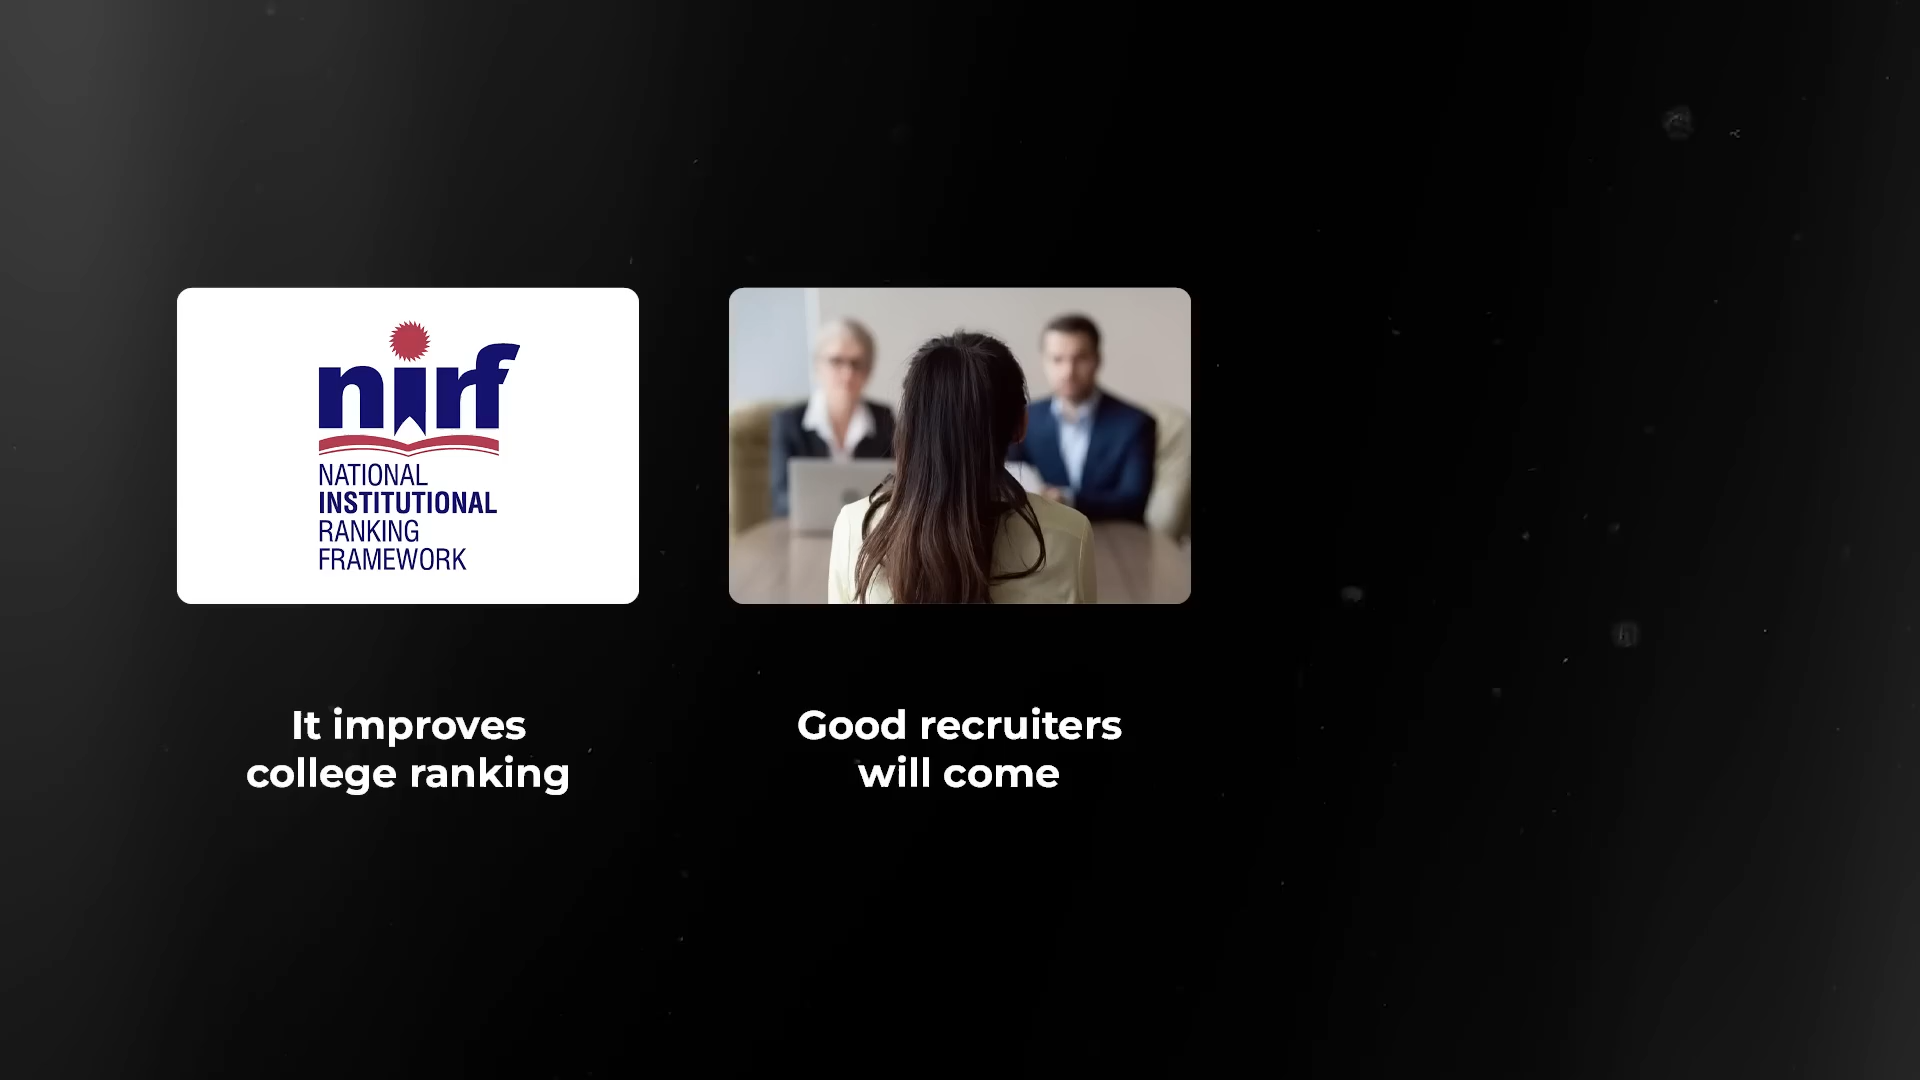 nirf
NATIONAL
INSTITUTIONAL
RANKING
FRAMEWORK
It improves
college ranking
Good recruiters
will come